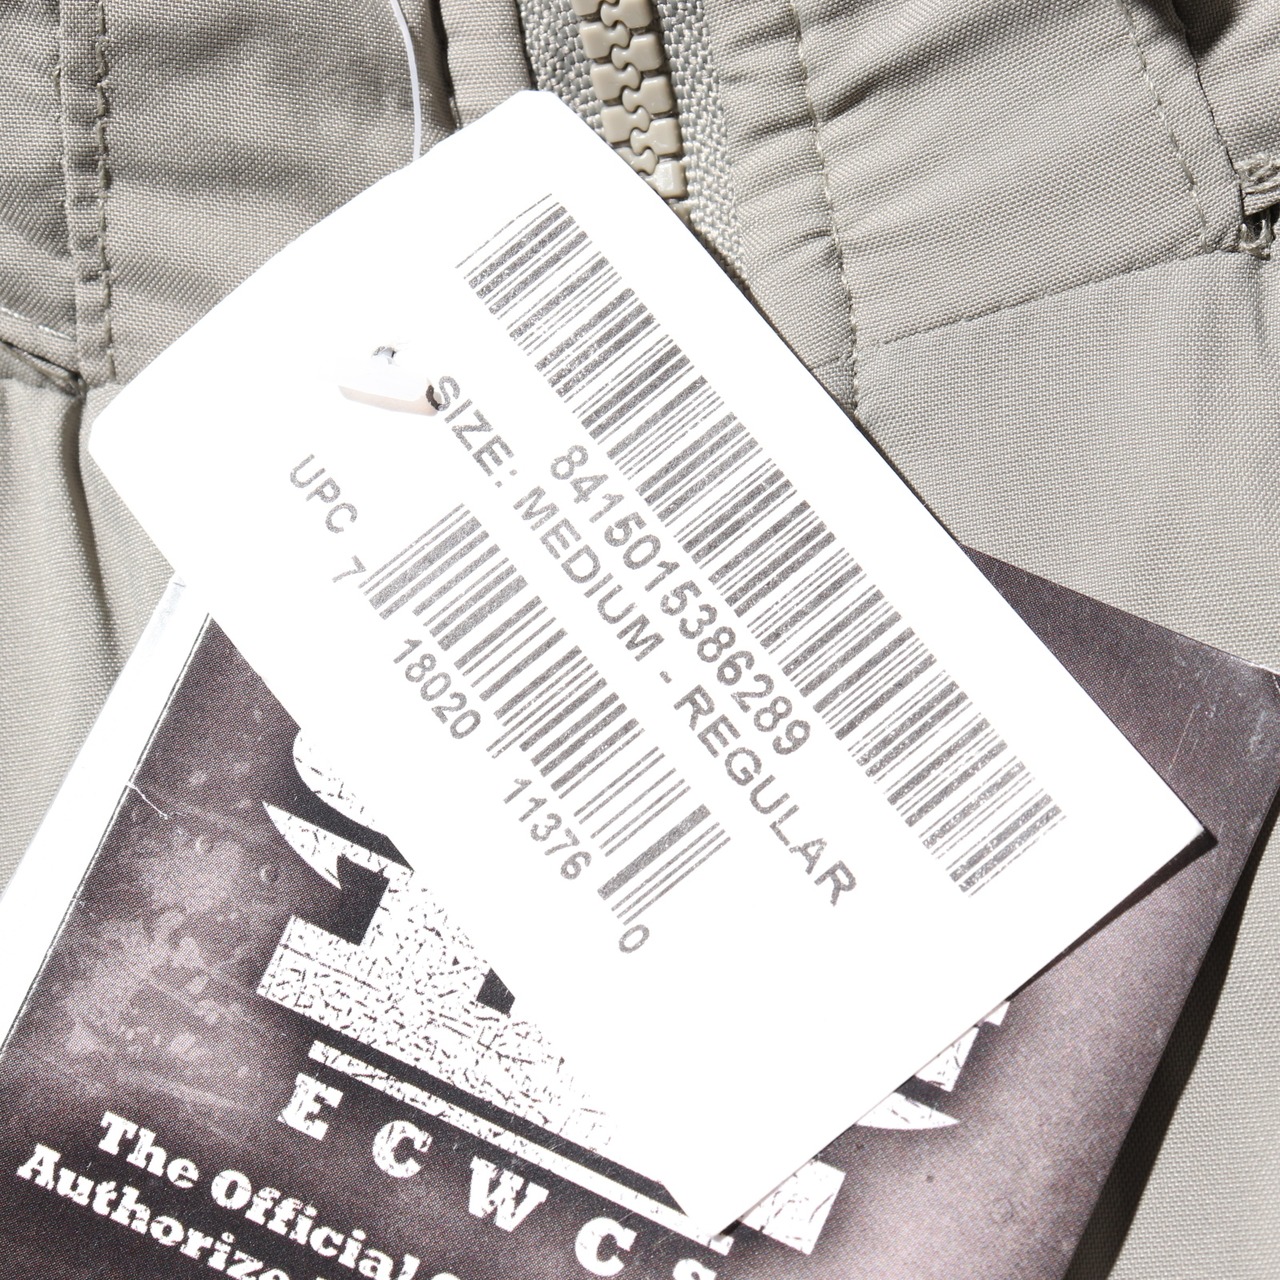 8415015386289
SIZE: MEDIUM - REGULAR
UPC 7 18020 11376 0
ECWCS
The Official
Authorize